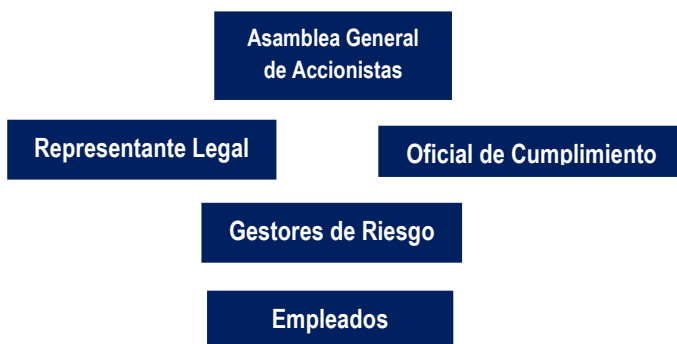 Asamblea General
de Accionistas
Representante Legal
Oficial de Cumplimiento
Gestores de Riesgo
Empleados